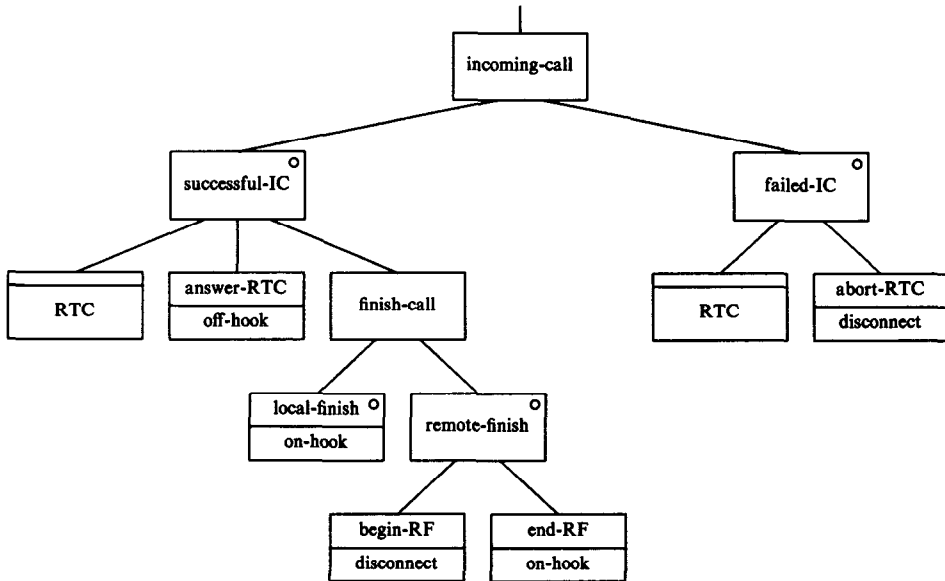 incoming-call
successful-IC
failed-IC
RTC
answer-RTC
off-hook
finish-call
RTC
abort-RTC
disconnect
local-finish
on-hook
remote-finish
begin-RF
disconnect
end-RF
on-hook